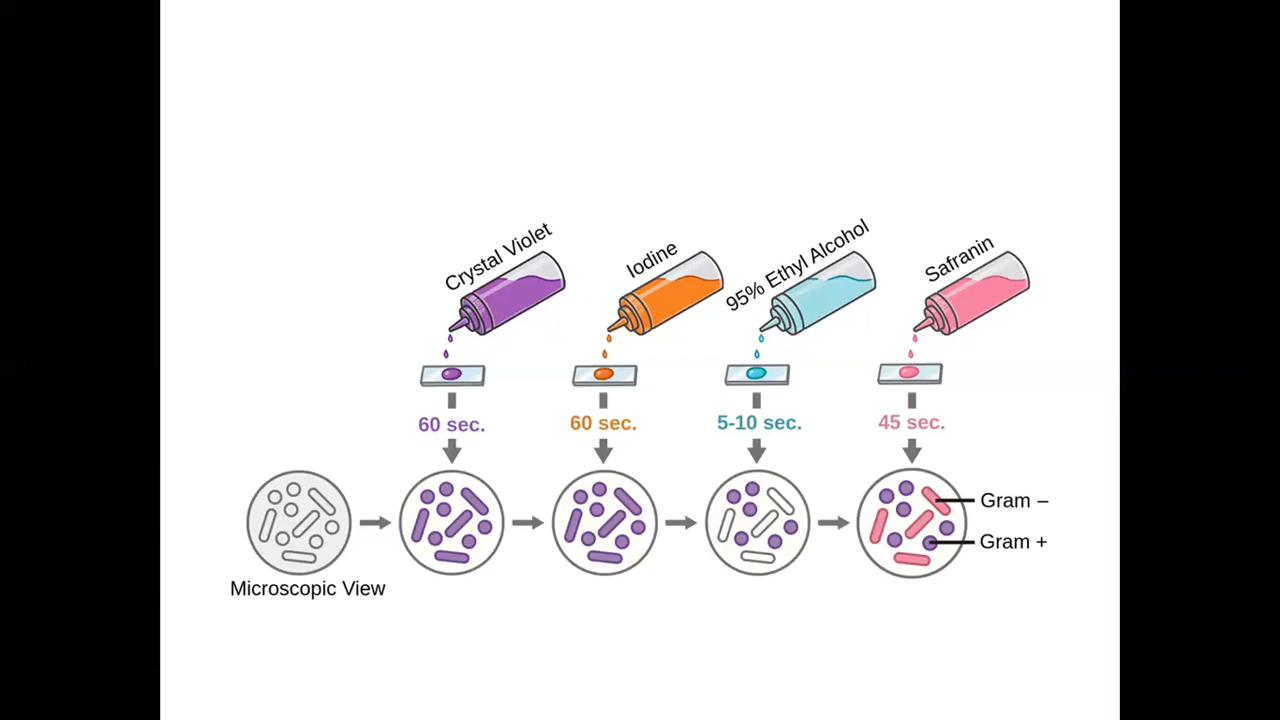 Crystal Violet
Iodine
95% Ethyl Alcohol
Safranin
60 sec.
60 sec.
5-10 sec.
45 sec.
Gram –
Gram +
Microscopic View